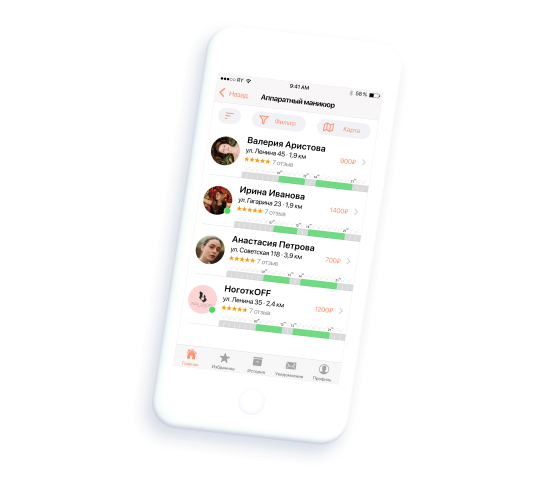 RY 9:41 AM 56%
Назад Аппаратный маникюр
Фильтр Карта
Валерия Аристова
ул. Ленина 45 · 1,9 км
7 отзыв 900₽
Ирина Иванова
ул. Гагарина 23 · 1,9 км
7 отзыв 1400₽
Анастасия Петрова
ул. Советская 118 · 3,9 км
7 отзыв 700₽
НоготкOFF
ул. Ленина 35 · 2,4 км
7 отзыв 1200₽
Главная Избранное История Уведомления Профиль